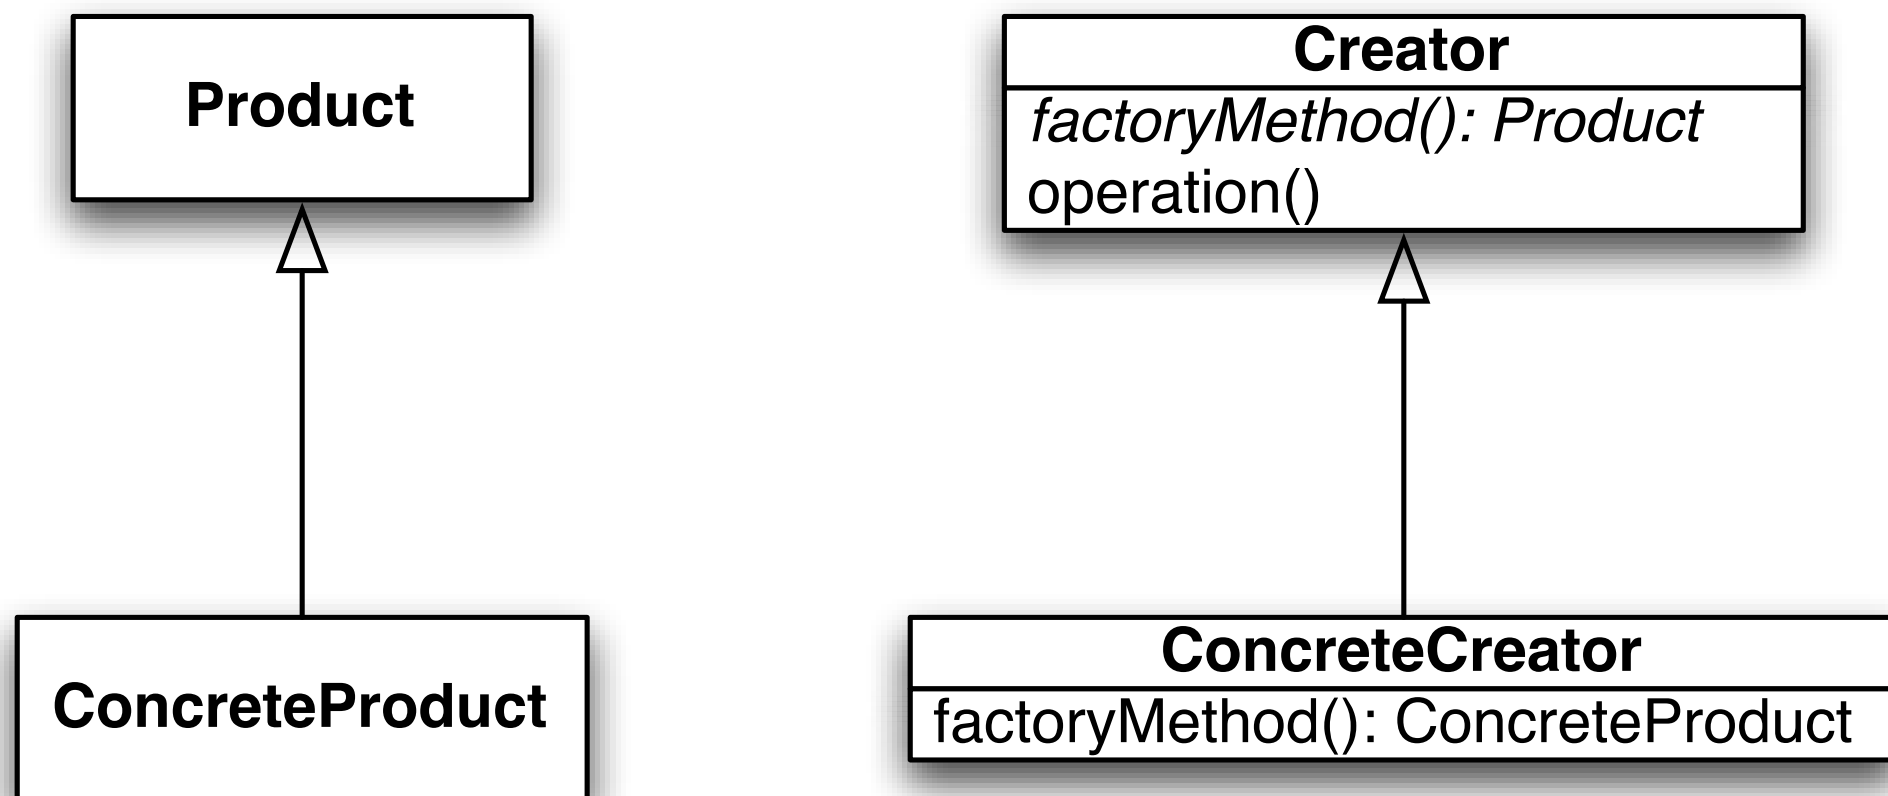 Product
Creator
factoryMethod(): Product
operation()
ConcreteProduct
ConcreteCreator
factoryMethod(): ConcreteProduct